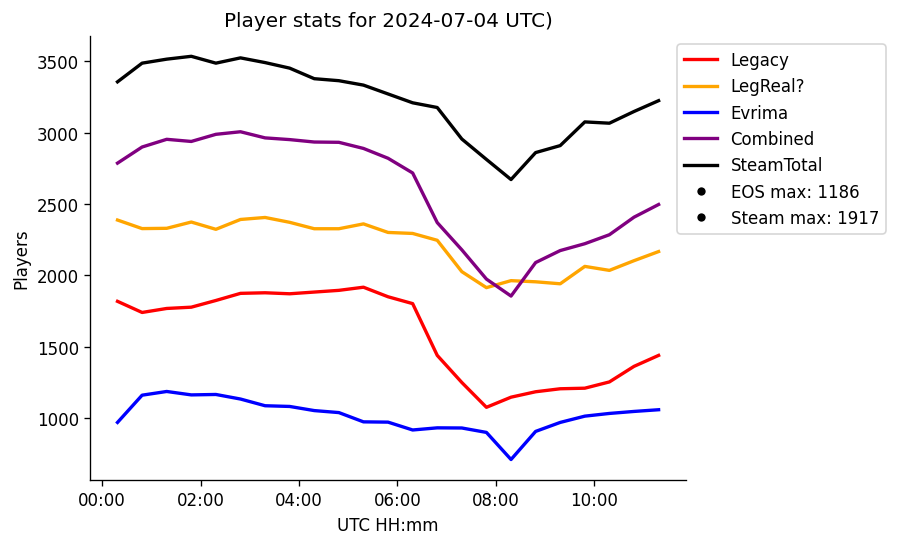 Player stats for 2024-07-04 UTC)
3500
3000
2500
2000
1500
1000
Players
00:00 02:00 04:00 06:00 08:00 10:00
UTC HH:mm
Legacy
LegReal?
Evrima
Combined
SteamTotal
EOS max: 1186
Steam max: 1917